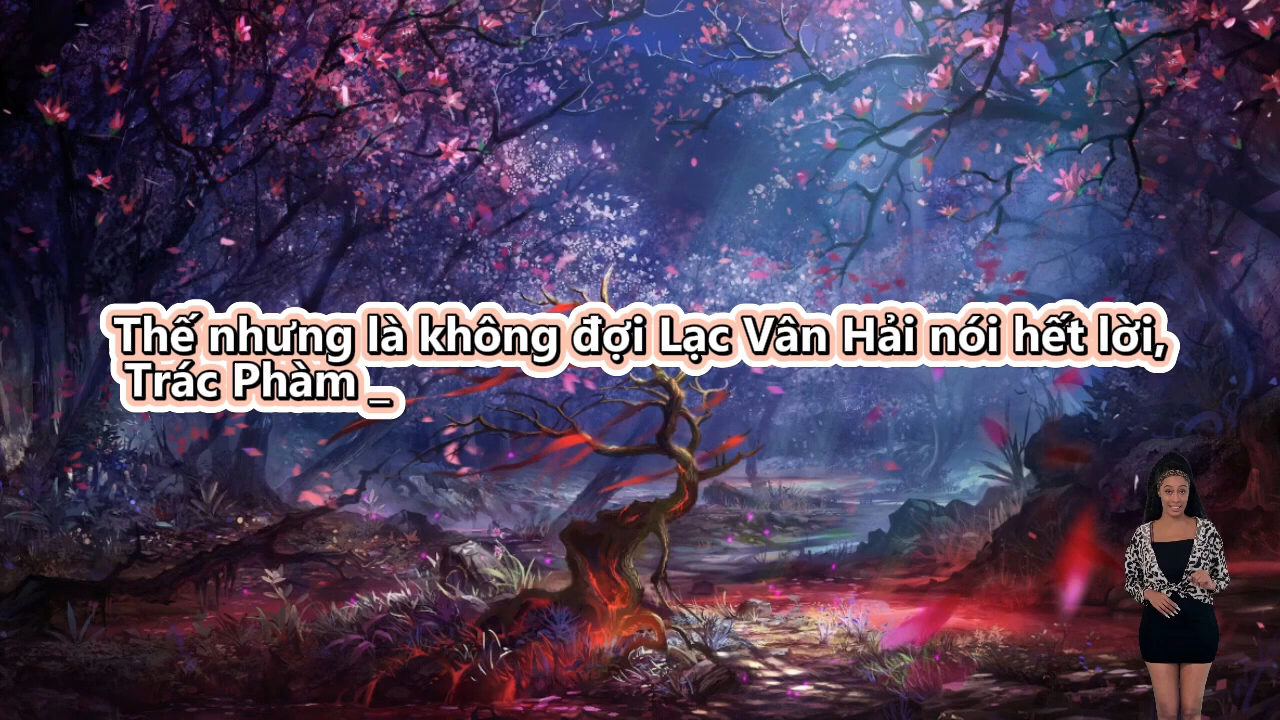 Thế nhưng là không đợi Lạc Vân Hải nói hết lời,
Trác Phàm _